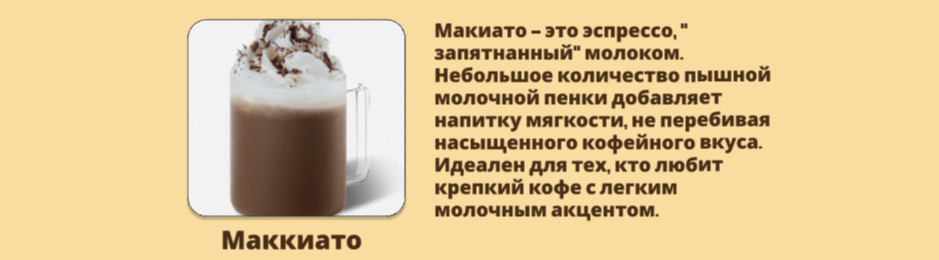 Макиато – это эспрессо, "
запятнанный" молоком.
Небольшое количество пышной
молочной пенки добавляет
напитку мягкости, не перебивая
насыщенного кофейного вкуса.
Идеален для тех, кто любит
крепкий кофе с легким
молочным акцентом.
Маккиато